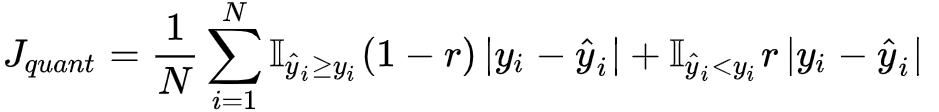 $J_{quant} = \frac{1}{N} \sum_{i=1}^{N} \mathbb{I}_{\hat{y}_i \geq y_i} (1 - r) |y_i - \hat{y}_i| + \mathbb{I}_{\hat{y}_i < y_i} r |y_i - \hat{y}_i|$